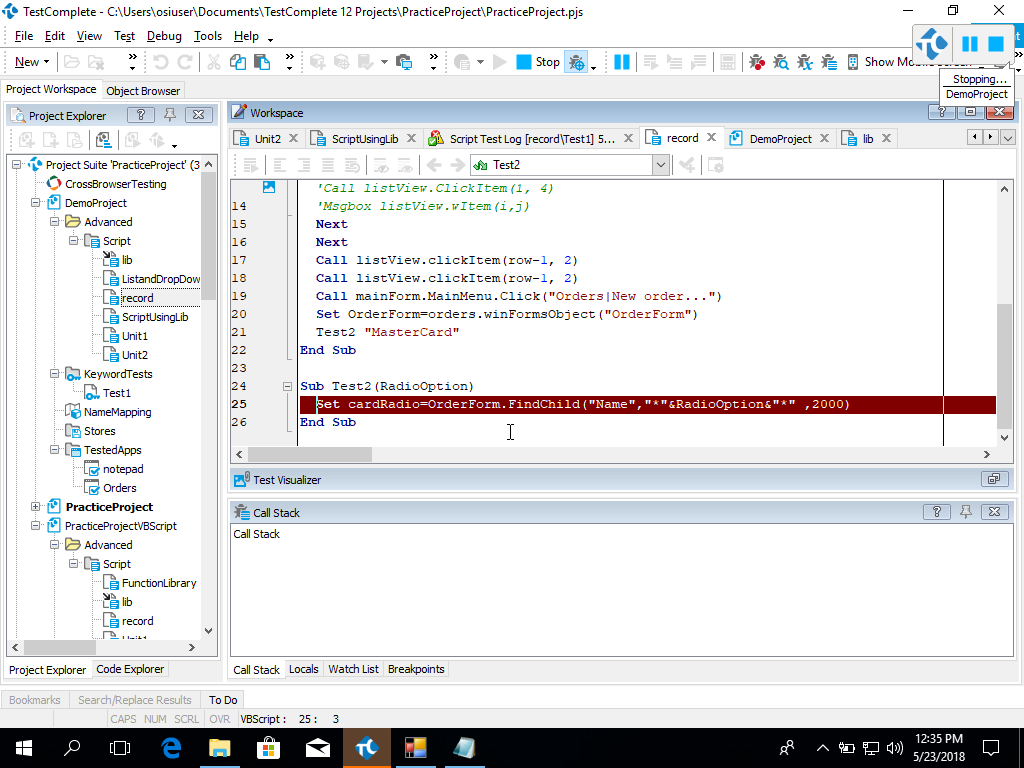 TestComplete - C:\Users\osiuser\Documents\TestComplete 12 Projects\PracticeProject\PracticeProject.pjs
File Edit View Test Debug Tools Help
New
Stop
Stopping...
DemoProject
Project Workspace Object Browser
Project Explorer
Project Suite 'PracticeProject' (3
CrossBrowserTesting
DemoProject
Advanced
Script
lib
ListandDropDow
record
ScriptUsingLib
Unit1
Unit2
KeywordTests
Test1
NameMapping
Stores
TestedApps
notepad
Orders
PracticeProject
PracticeProjectVBScript
Advanced
Script
FunctionLibrary
lib
record
Unit1
Project Explorer Code Explorer
Workspace
Unit2 ScriptUsingLib Script Test Log [record\Test1] 5... record DemoProject lib
Test2
'Call listView.ClickItem(i, 4)
14 'Msgbox listView.wItem(i,j)
15 Next
16 Next
17 Call listView.clickItem(row-1, 2)
18 Call listView.clickItem(row-1, 2)
19 Call mainForm.MainMenu.Click("Orders|New order...")
20 Set OrderForm=orders.winFormsObject("OrderForm")
21 Test2 "MasterCard"
22 End Sub
23
24 Sub Test2(RadioOption)
25 Set cardRadio=OrderForm.FindChild("Name","*"&RadioOption&"*" ,2000)
26 End Sub
Test Visualizer
Call Stack
Call Stack
Call Stack Locals Watch List Breakpoints
Bookmarks Search/Replace Results To Do
CAPS NUM SCRL OVR VBScript : 25 : 3
12:35 PM
5/23/2018